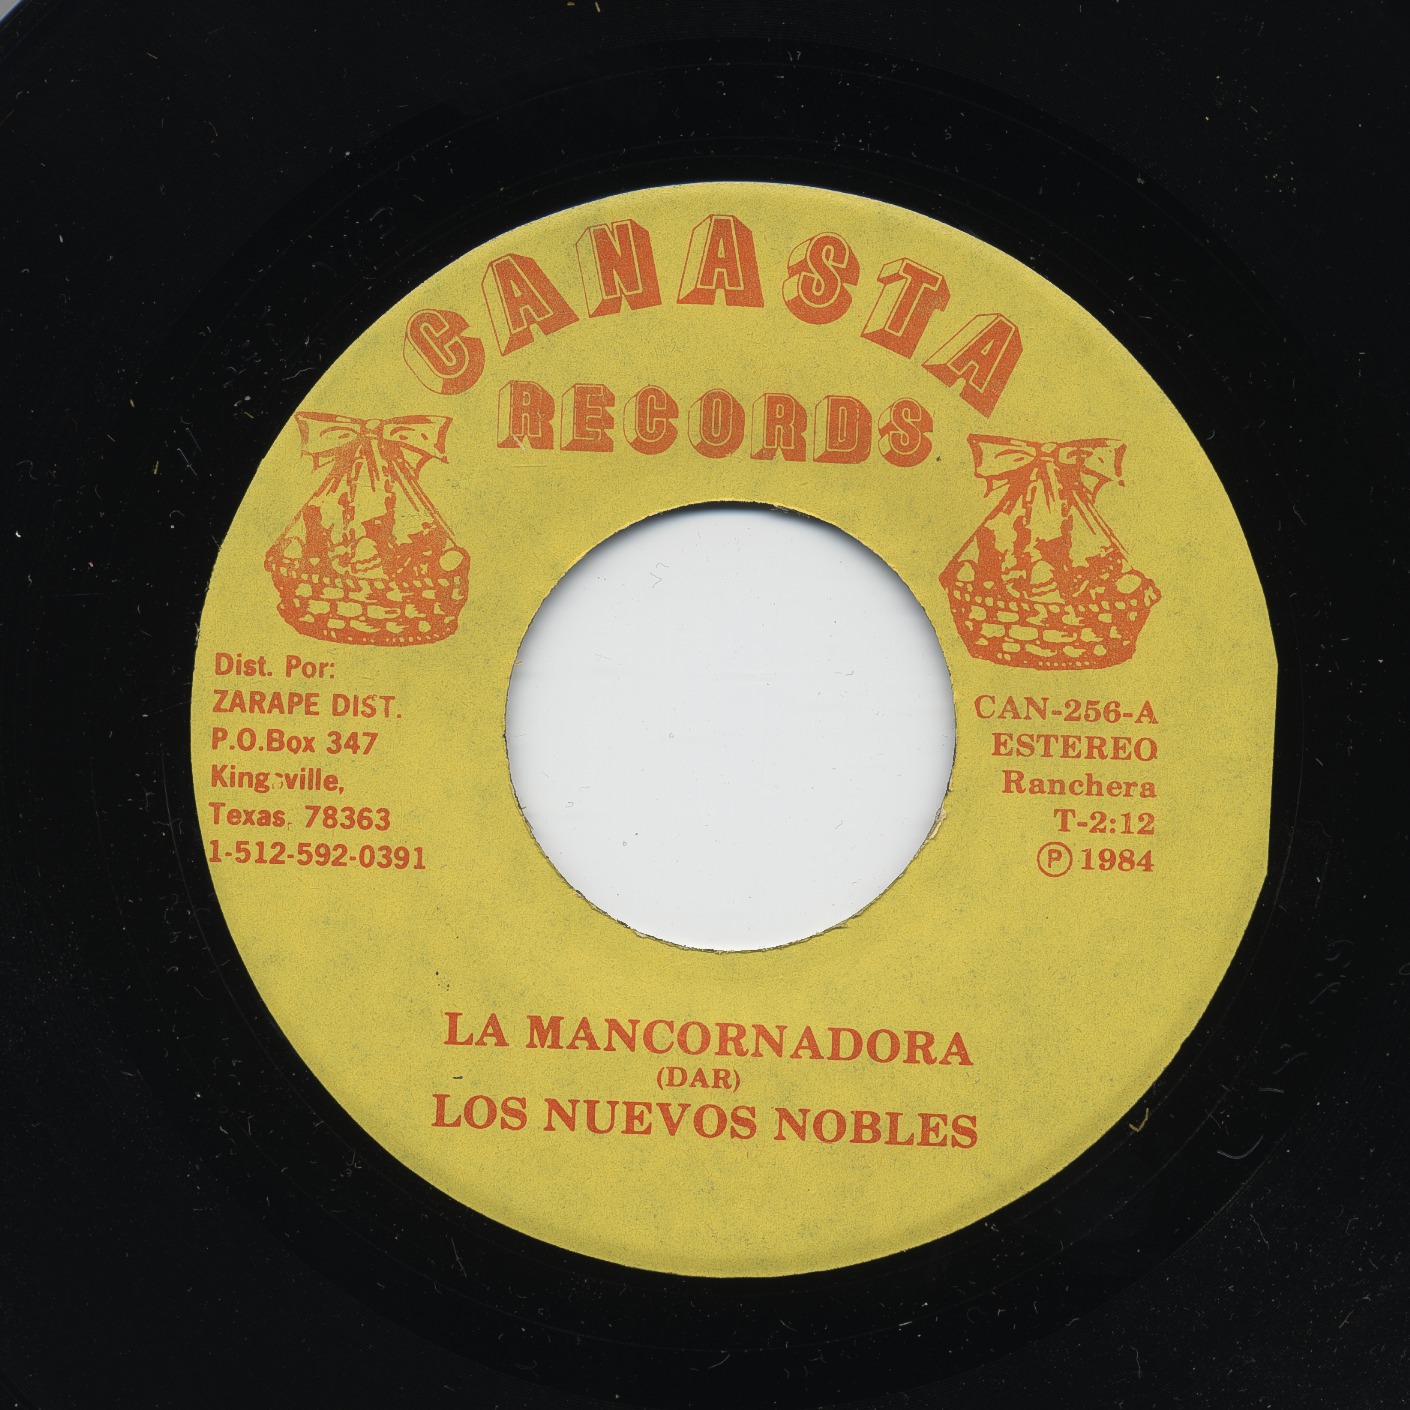 CANASTA
RECORDS
Dist. Por:
ZARAPE DIST.
P.O.Box 347
Kingsville,
Texas. 78363
1-512-592-0391
CAN-256-A
ESTEREO
Ranchera
T-2:12
Ⓟ 1984
LA MANCORNADORA
(DAR)
LOS NUEVOS NOBLES